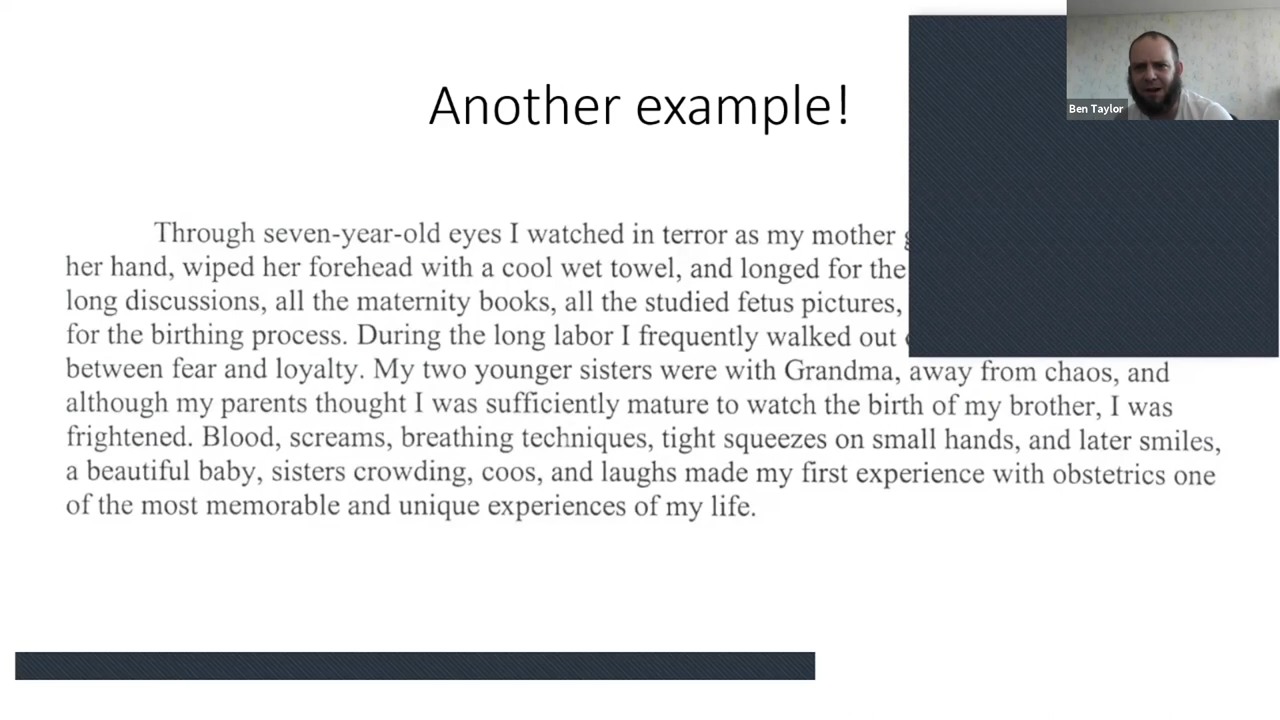 Another example!
Ben Taylor
Through seven-year-old eyes I watched in terror as my mother
her hand, wiped her forehead with a cool wet towel, and longed for the
long discussions, all the maternity books, all the studied fetus pictures,
for the birthing process. During the long labor I frequently walked out
between fear and loyalty. My two younger sisters were with Grandma, away from chaos, and
although my parents thought I was sufficiently mature to watch the birth of my brother, I was
frightened. Blood, screams, breathing techniques, tight squeezes on small hands, and later smiles,
a beautiful baby, sisters crowding, coos, and laughs made my first experience with obstetrics one
of the most memorable and unique experiences of my life.